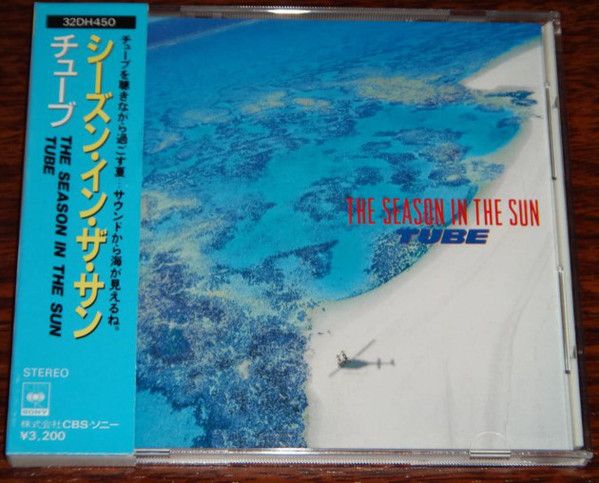 32DH450
チューブを聴きながら過ごす夏 サウンドから海が見えるね。
シーズン・イン・ザ・サン
チューブ
THE SEASON IN THE SUN
TUBE
STEREO
SONY
株式会社CBS・ソニー
¥3,200
THE SEASON IN THE SUN
TUBE